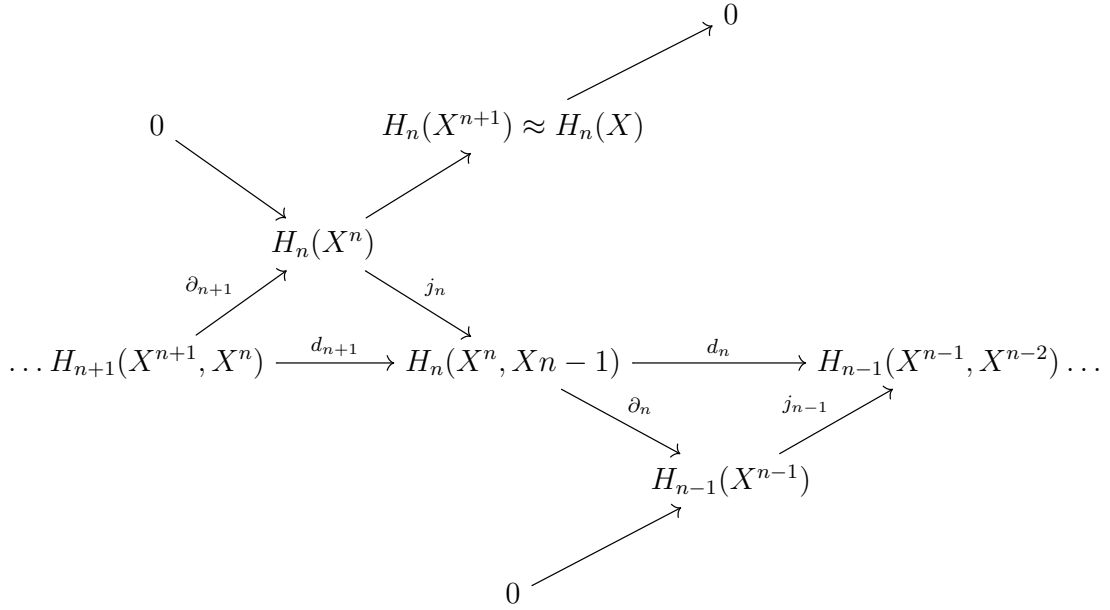 0
0 H_n(X^{n+1}) ≈ H_n(X)
H_n(X^n)
∂_{n+1} j_n
… H_{n+1}(X^{n+1}, X^n) d_{n+1} H_n(X^n, Xn − 1) d_n H_{n−1}(X^{n−1}, X^{n−2}) …
∂_n j_{n−1}
H_{n−1}(X^{n−1})
0